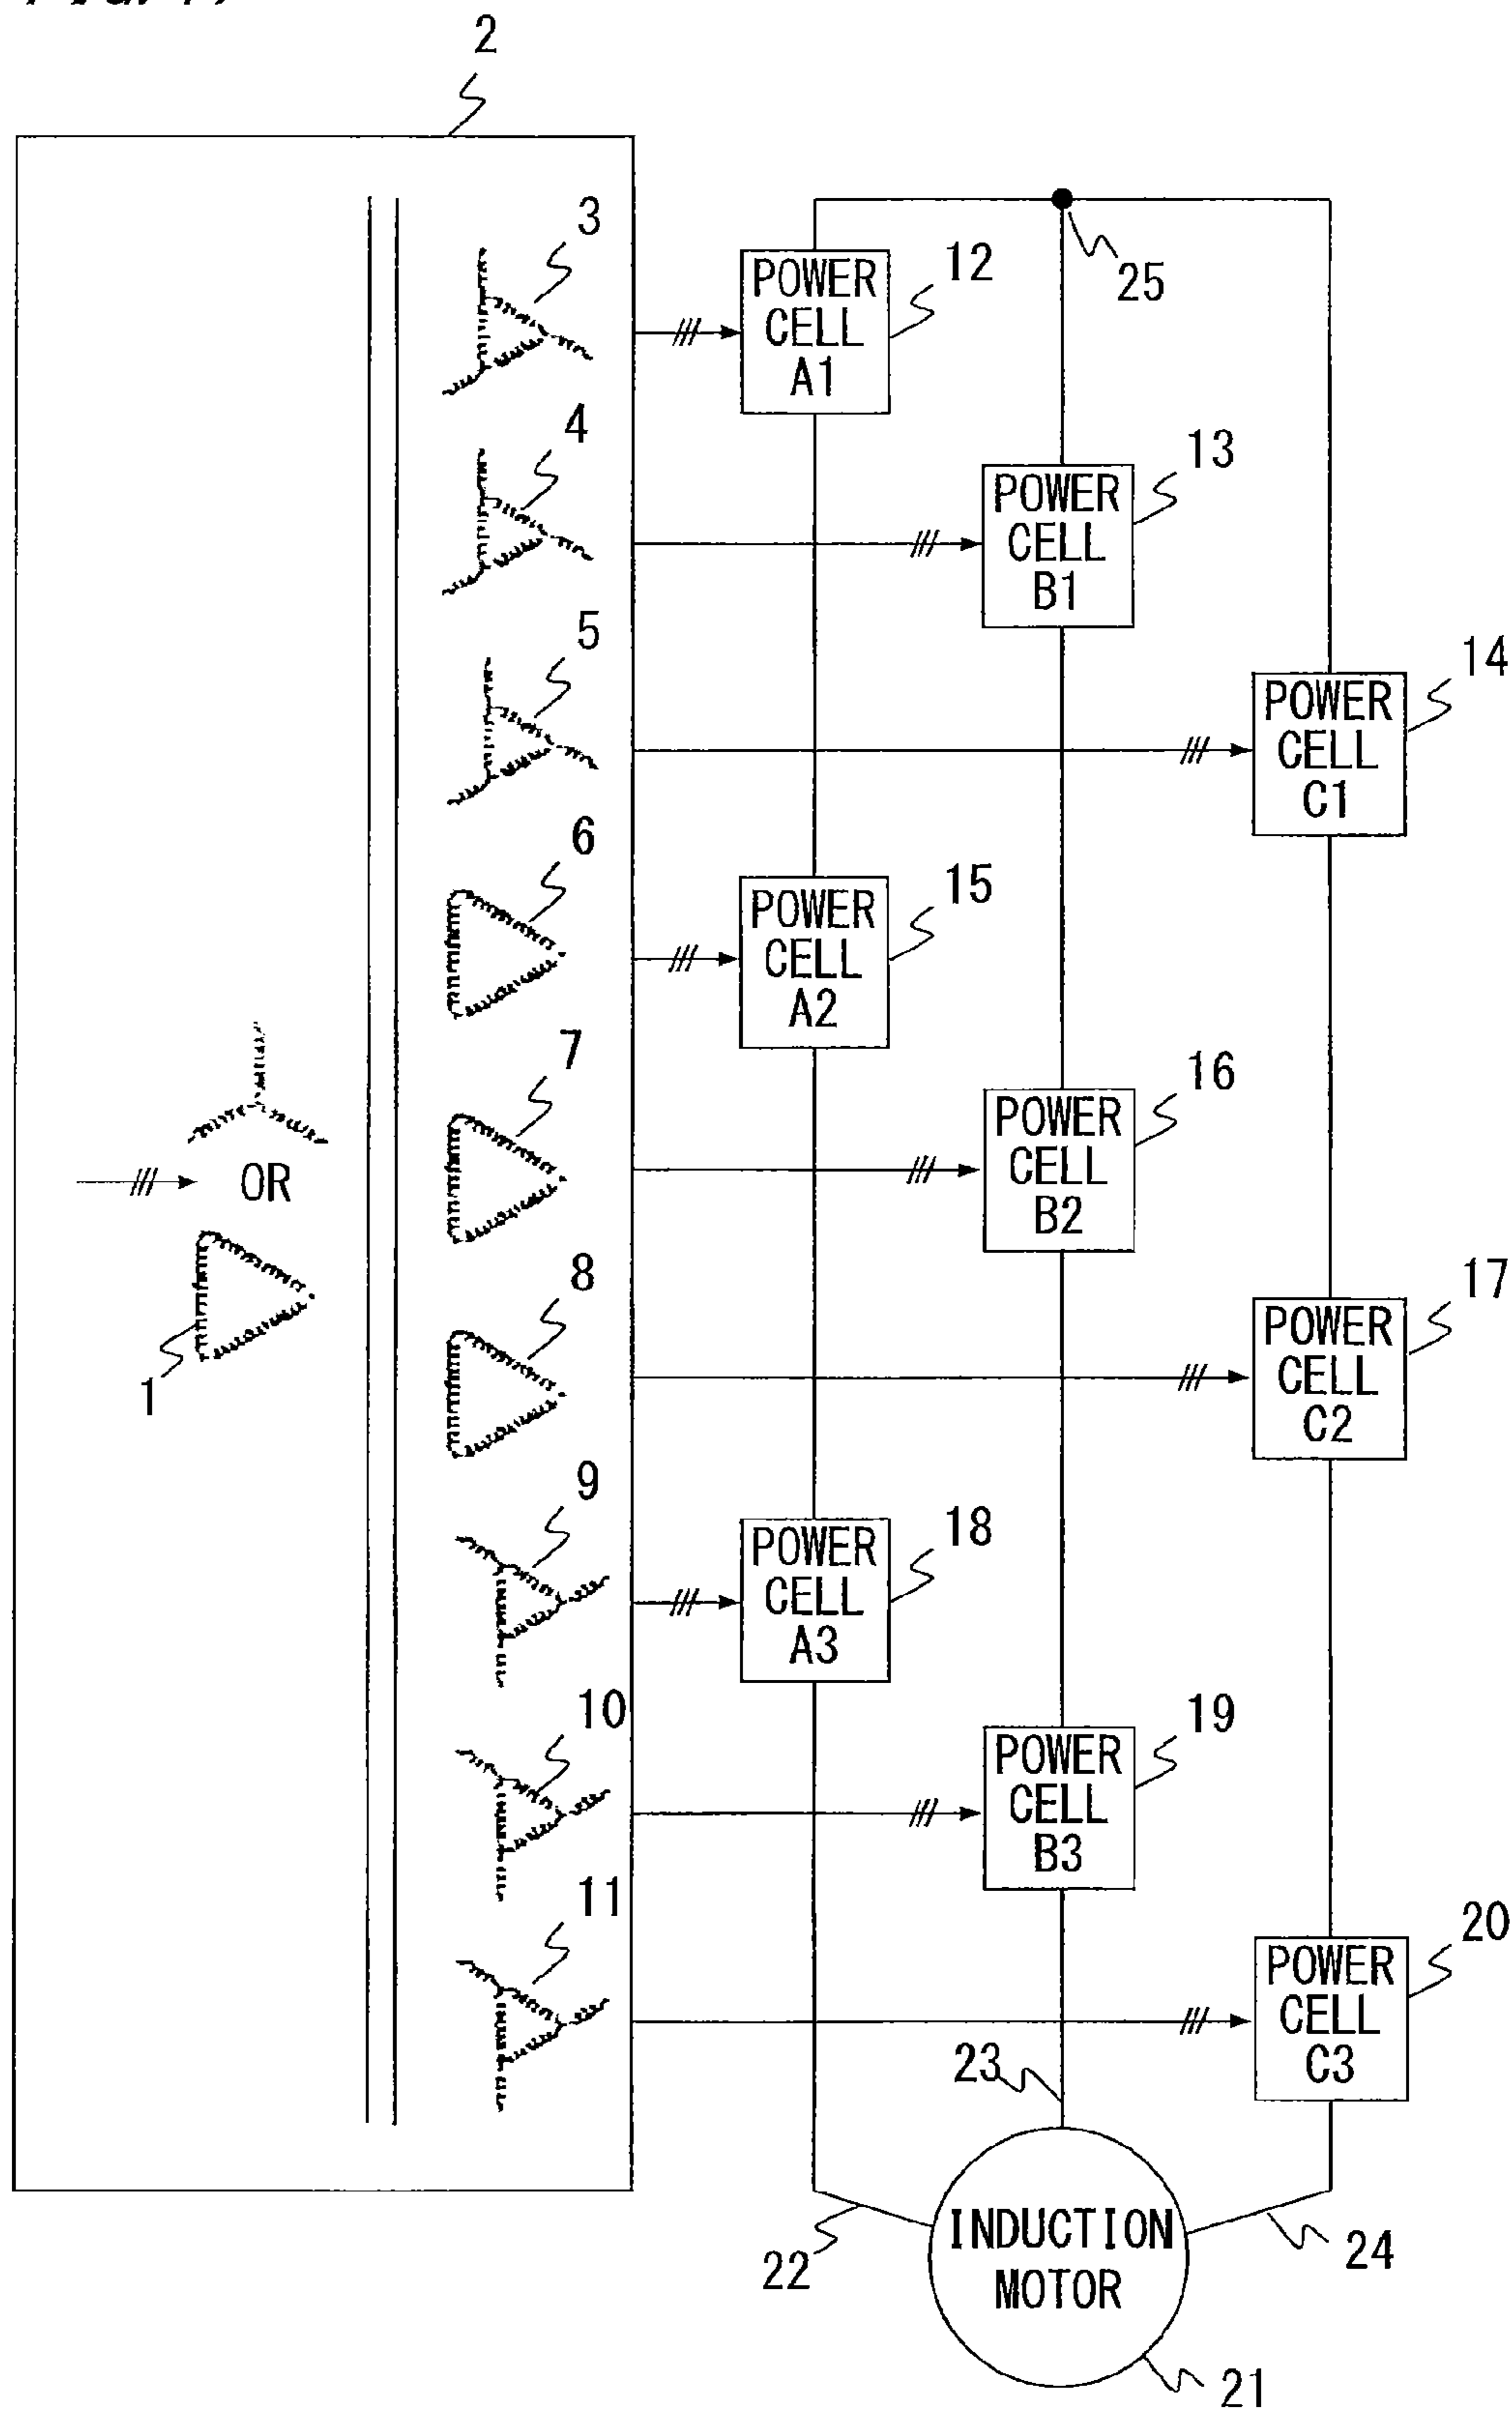 2
3
25
POWER
CELL
A1
12
4
POWER
CELL
B1
13
5
POWER
CELL
C1
14
6
POWER
CELL
A2
15
7
POWER
CELL
B2
16
OR
1
8
POWER
CELL
C2
17
9
POWER
CELL
A3
18
10
POWER
CELL
B3
19
11
POWER
CELL
C3
20
23
22
INDUCTION
MOTOR
24
21